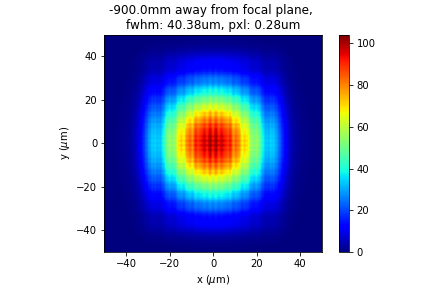 -900.0mm away from focal plane,
fwhm: 40.38um, pxl: 0.28um
y (μm)
40
20
0
−20
−40
−40 −20 0 20 40
x (μm)
100
80
60
40
20
0